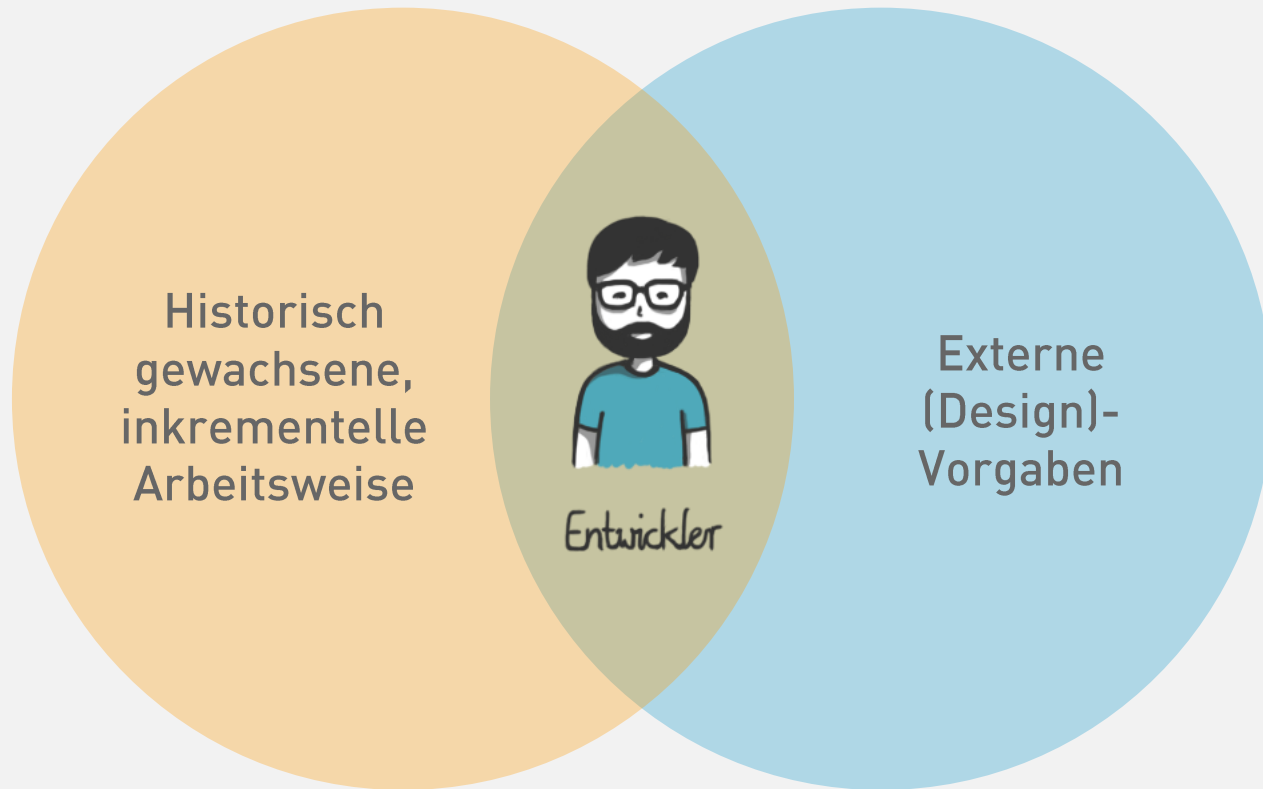 Historisch
gewachsene,
inkrementelle
Arbeitsweise
Entwickler
Externe
(Design)-
Vorgaben